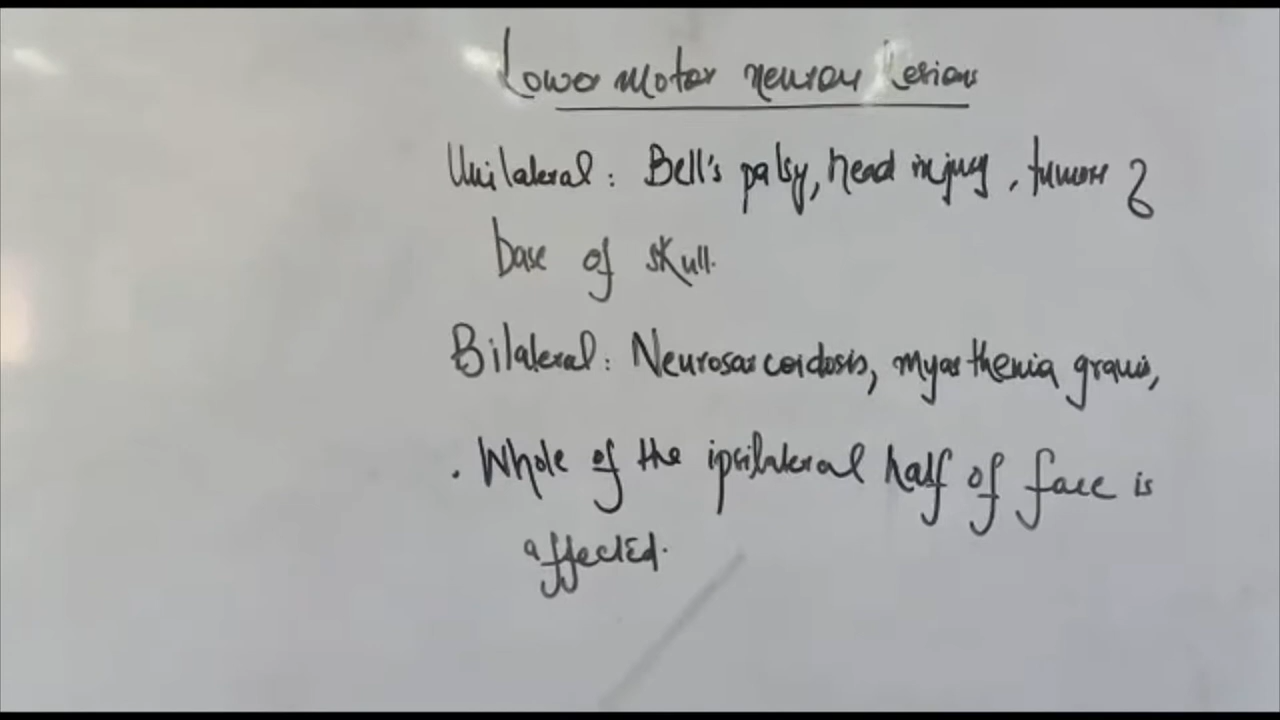 Lower motor neuron lesions
Unilateral: Bell's palsy, head injury, tumors
base of skull.
Bilateral: Neurosarcoidosis, myasthenia gravis,
. Whole of the ipsilateral half of face is
affected.